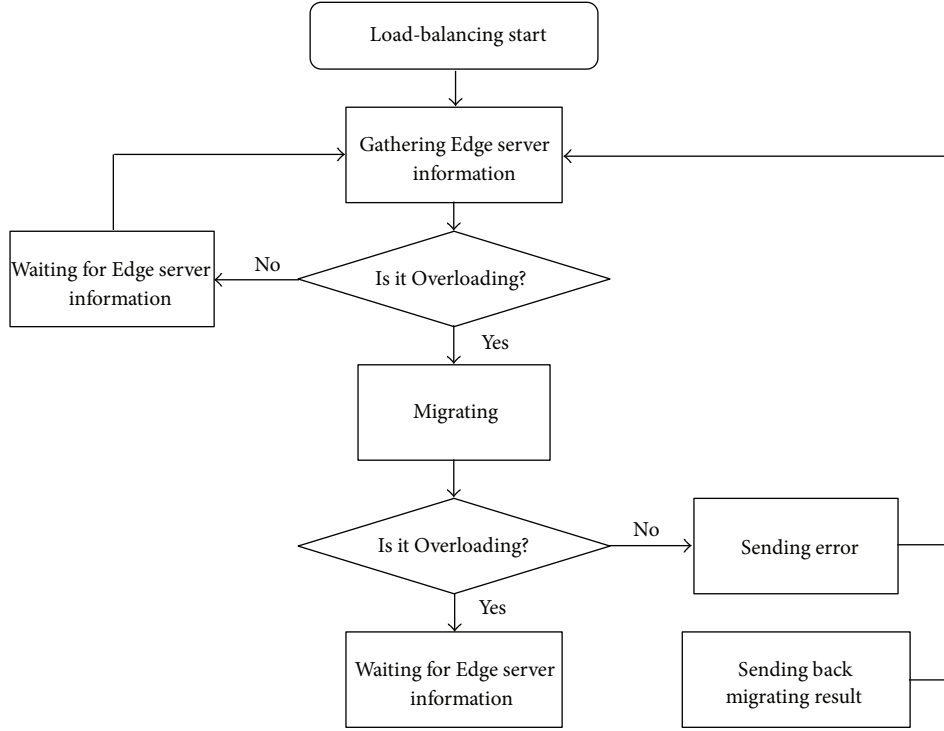 Load-balancing start
Gathering Edge server
information
Waiting for Edge server
information
No
Is it Overloading?
Yes
Migrating
Is it Overloading?
No
Sending error
Yes
Waiting for Edge server
information
Sending back
migrating result